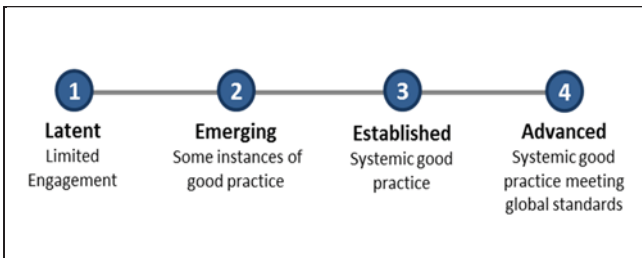 1 2 3 4
Latent Emerging Established Advanced
Limited Some instances of Systemic good Systemic good
Engagement good practice practice practice meeting
global standards